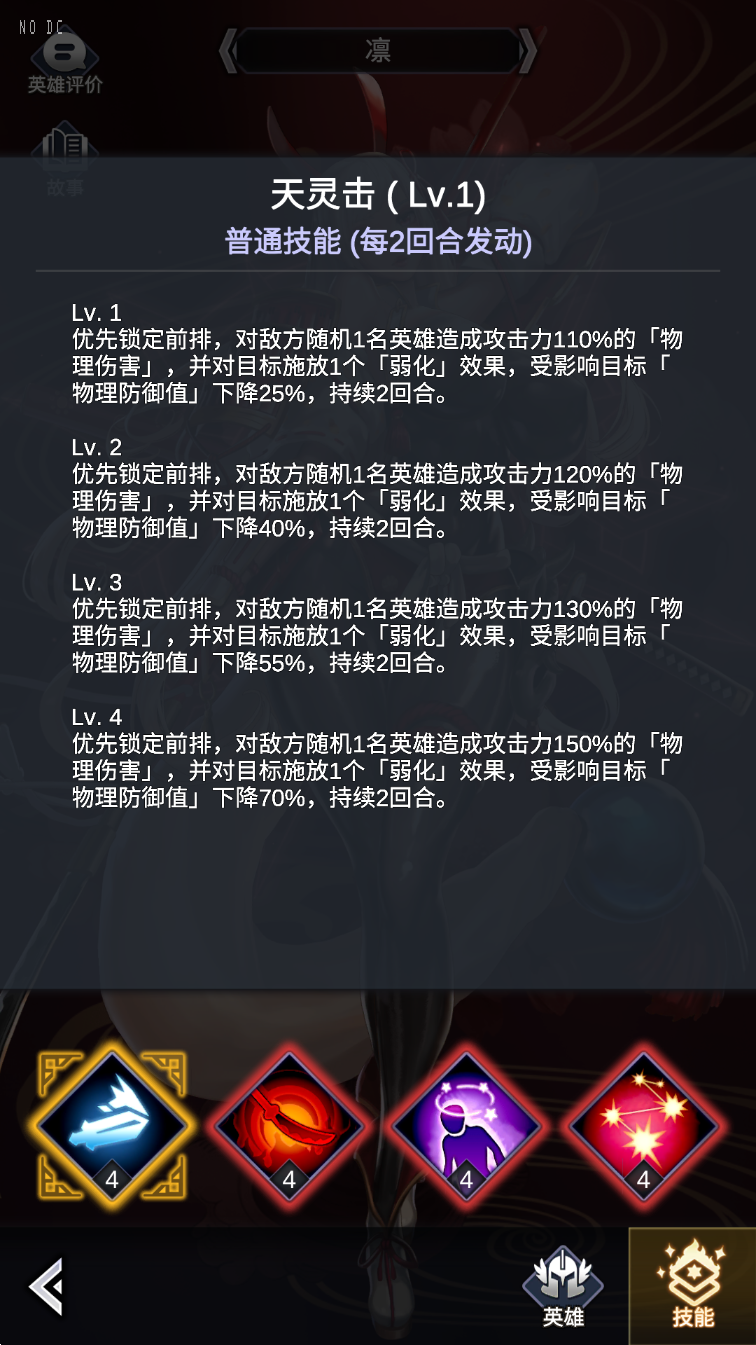 NO DC
凛
英雄评价
故事
天灵击 ( Lv.1)
普通技能 (每2回合发动)
Lv. 1
优先锁定前排，对敌方随机1名英雄造成攻击力110%的「物
理伤害」，并对目标施放1个「弱化」效果，受影响目标「
物理防御值」下降25%，持续2回合。
Lv. 2
优先锁定前排，对敌方随机1名英雄造成攻击力120%的「物
理伤害」，并对目标施放1个「弱化」效果，受影响目标「
物理防御值」下降40%，持续2回合。
Lv. 3
优先锁定前排，对敌方随机1名英雄造成攻击力130%的「物
理伤害」，并对目标施放1个「弱化」效果，受影响目标「
物理防御值」下降55%，持续2回合。
Lv. 4
优先锁定前排，对敌方随机1名英雄造成攻击力150%的「物
理伤害」，并对目标施放1个「弱化」效果，受影响目标「
物理防御值」下降70%，持续2回合。
4
4
4
4
英雄
技能